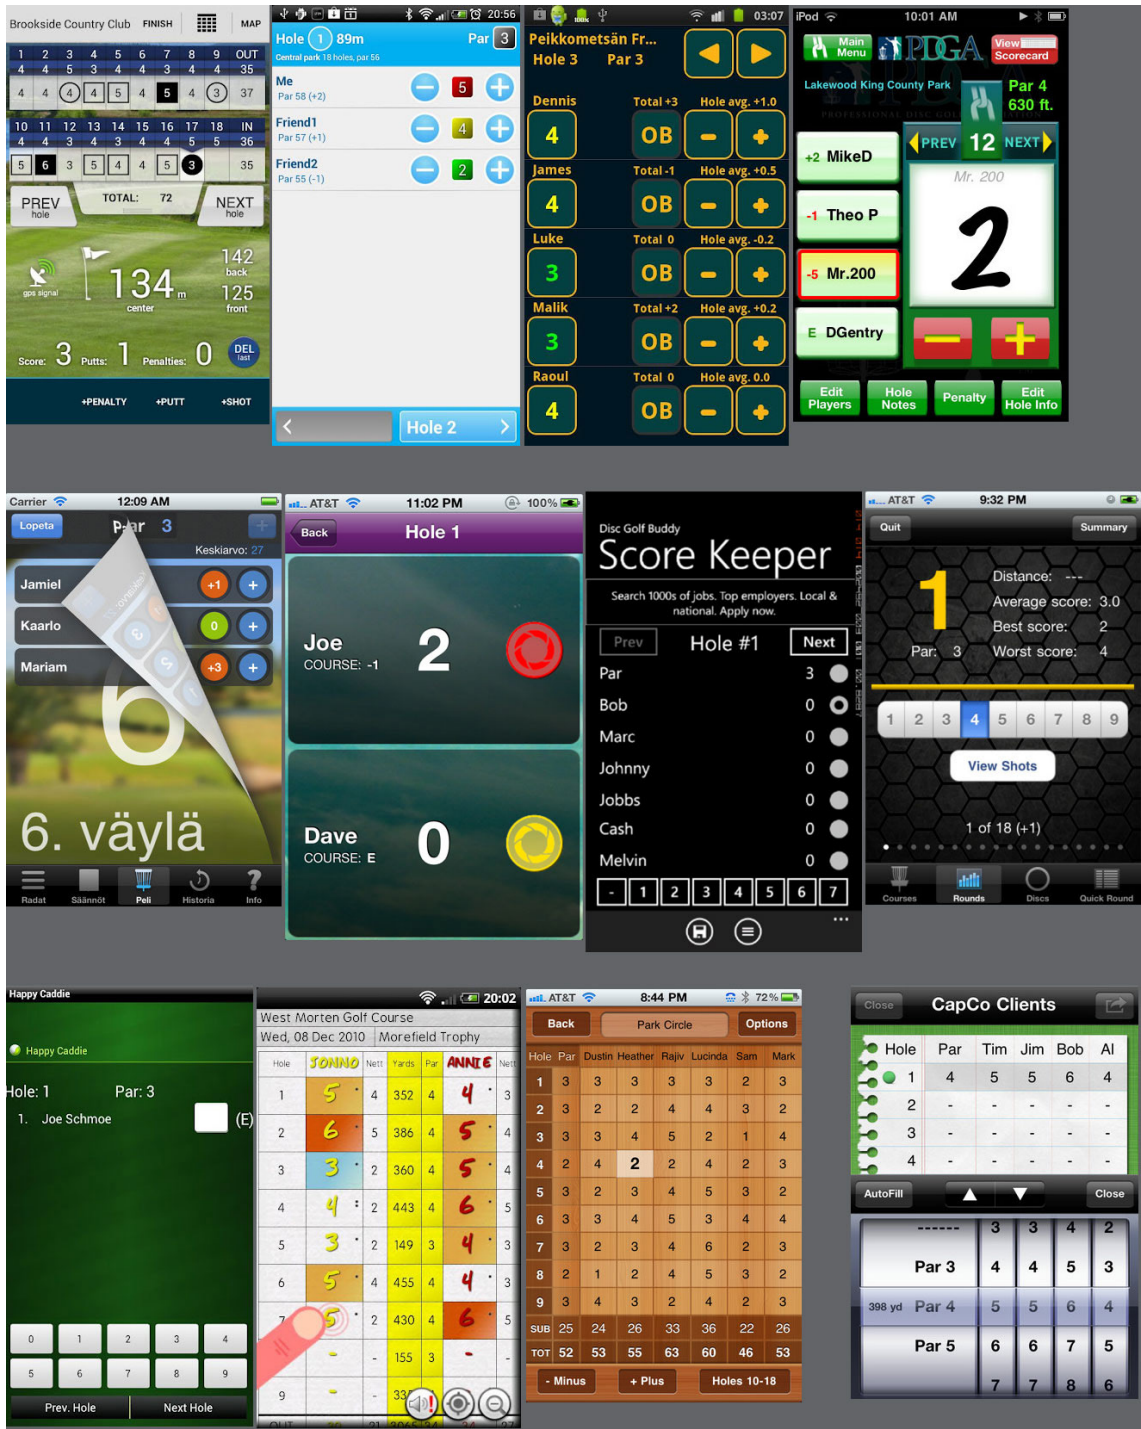 Brookside Country Club FINISH MAP
1 2 3 4 5 6 7 8 9 OUT
4 4 5 3 4 4 3 4 4 35
4 4 4 4 5 4 5 4 3 37
10 11 12 13 14 15 16 17 18 IN
4 4 3 4 3 4 4 5 5 36
5 6 3 5 4 4 5 3 35
PREV hole
TOTAL: 72
NEXT hole
gps signal
134 m
center
142
back
125
front
Score: 3 Putts: 1 Penalties: 0
DEL last
+PENALTY +PUTT +SHOT
20:56
Hole 1 89m Par 3
Central park 18 holes, par 56
Me
Par 58 (+2)
5
Friend1
Par 57 (+1)
4
Friend2
Par 55 (-1)
2
Hole 2
100%
03:07
Peikkometsän Fr...
Hole 3 Par 3
Dennis Total +3 Hole avg. +1.0
4 OB - +
James Total -1 Hole avg. +0.5
4 OB - +
Luke Total 0 Hole avg. -0.2
3 OB - +
Malik Total +2 Hole avg. +0.2
3 OB - +
Raoul Total 0 Hole avg. 0.0
4 OB - +
iPod 10:01 AM
Main Menu
PDGA
View Scorecard
Lakewood King County Park
Par 4
630 ft.
PREV 12 NEXT
+2 MikeD
-1 Theo P
-5 Mr.200
E DGentry
Mr. 200
2
Edit Players
Hole Notes
Penalty
Edit Hole Info
Carrier 12:09 AM
Lopeta
Par 3
Keskiarvo: 27
Jamiel +1 +
Kaarlo 0 +
Mariam +3 +
6
6. väylä
Radat Säännöt Peli Historia Info
AT&T 11:02 PM 100%
Back Hole 1
Joe
COURSE: -1
2
Dave
COURSE: E
0
Disc Golf Buddy
Score Keeper
Search 1000s of jobs. Top employers. Local &
national. Apply now.
Prev Hole #1 Next
Par 3
Bob 0
Marc 0
Johnny 0
Jobbs 0
Cash 0
Melvin 0
- 1 2 3 4 5 6 7
...
AT&T 9:32 PM
Quit Summary
1
Par: 3
Distance: ---
Average score: 3.0
Best score: 2
Worst score: 4
1 2 3 4 5 6 7 8 9
View Shots
1 of 18 (+1)
Courses Rounds Discs Quick Round
Happy Caddie
Happy Caddie
Hole: 1 Par: 3
1. Joe Schmoe (E)
0 1 2 3 4
5 6 7 8 9
Prev. Hole Next Hole
20:02
West Morten Golf Course
Wed, 08 Dec 2010 Morefield Trophy
Hole JONNO Nett Yards Par ANNIE Nett
1 5 4 352 4 4 3
2 6 5 386 4 5 4
3 3 2 360 4 5 4
4 4 2 443 4 6 5
5 3 2 149 3 4 3
6 5 4 455 4 4 3
7 5 2 430 4 6 5
- - 155 3 - -
9 - -
AT&T 8:44 PM 72%
Back Park Circle Options
Hole Par Dustin Heather Rajiv Lucinda Sam Mark
1 3 3 3 3 3 2 3
2 3 2 2 4 4 3 2
3 3 3 4 5 2 1 4
4 2 4 2 2 4 2 3
5 3 2 3 4 5 3 2
6 3 3 4 5 3 4 4
7 3 2 3 4 6 2 3
8 2 1 2 4 5 3 2
9 3 4 3 2 4 2 3
SUB 25 24 26 33 36 22 26
TOT 52 53 55 63 60 46 53
- Minus + Plus Holes 10-18
Close CapCo Clients
Hole Par Tim Jim Bob Al
1 4 5 5 6 4
2 - - - - -
3 - - - - -
4 - - - - -
AutoFill Close
------ 3 3 4 2
Par 3 4 4 5 3
398 yd Par 4 5 5 6 4
Par 5 6 6 7 5
7 7 8 6